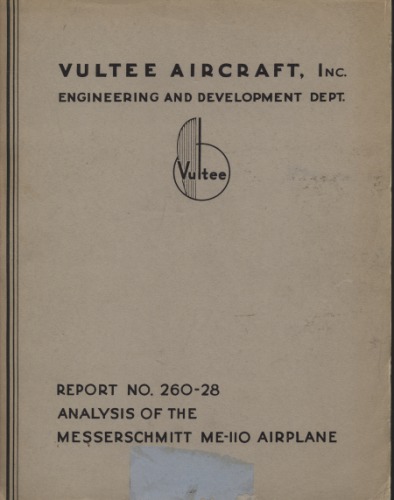 VULTEE AIRCRAFT, INC.
ENGINEERING AND DEVELOPMENT DEPT.
Vultee
REPORT NO. 260-28
ANALYSIS OF THE
MESSERSCHMITT ME-110 AIRPLANE